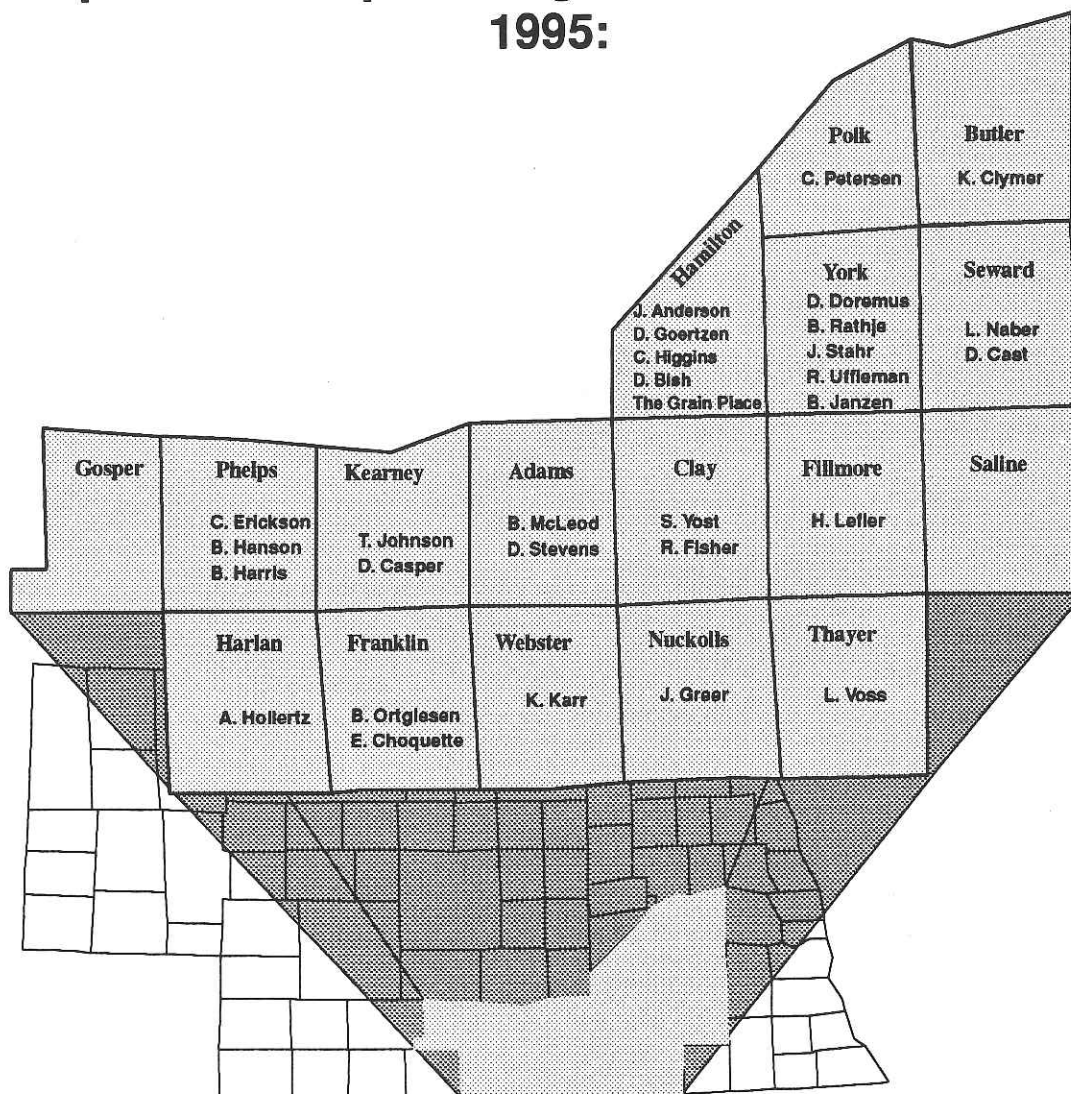 1995:
Polk
C. Petersen
Butler
K. Clymer
Hamilton
J. Anderson
D. Goertzen
C. Higgins
D. Bish
The Grain Place
York
D. Doremus
B. Rathje
J. Stahr
R. Uffleman
B. Janzen
Seward
L. Naber
D. Cast
Gosper
Phelps
C. Erickson
B. Hanson
B. Harris
Kearney
T. Johnson
D. Casper
Adams
B. McLeod
D. Stevens
Clay
S. Yost
R. Fisher
Fillmore
H. Lefler
Saline
Harlan
A. Hollertz
Franklin
B. Ortgiesen
E. Choquette
Webster
K. Karr
Nuckolls
J. Greer
Thayer
L. Voss